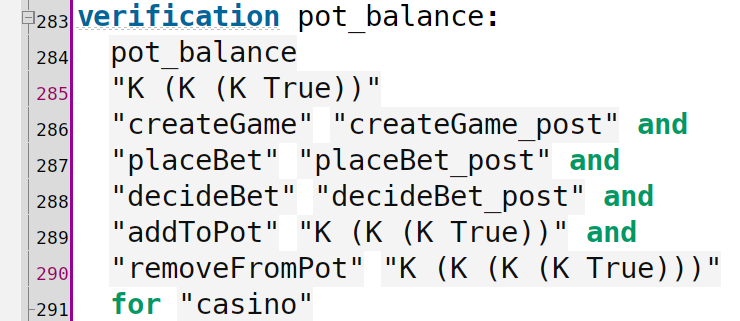 283 verification pot_balance:
284 pot_balance
285 "K (K (K True))"
286 "createGame" "createGame_post" and
287 "placeBet" "placeBet_post" and
288 "decideBet" "decideBet_post" and
289 "addToPot" "K (K (K True))" and
290 "removeFromPot" "K (K (K (K True)))"
291 for "casino"